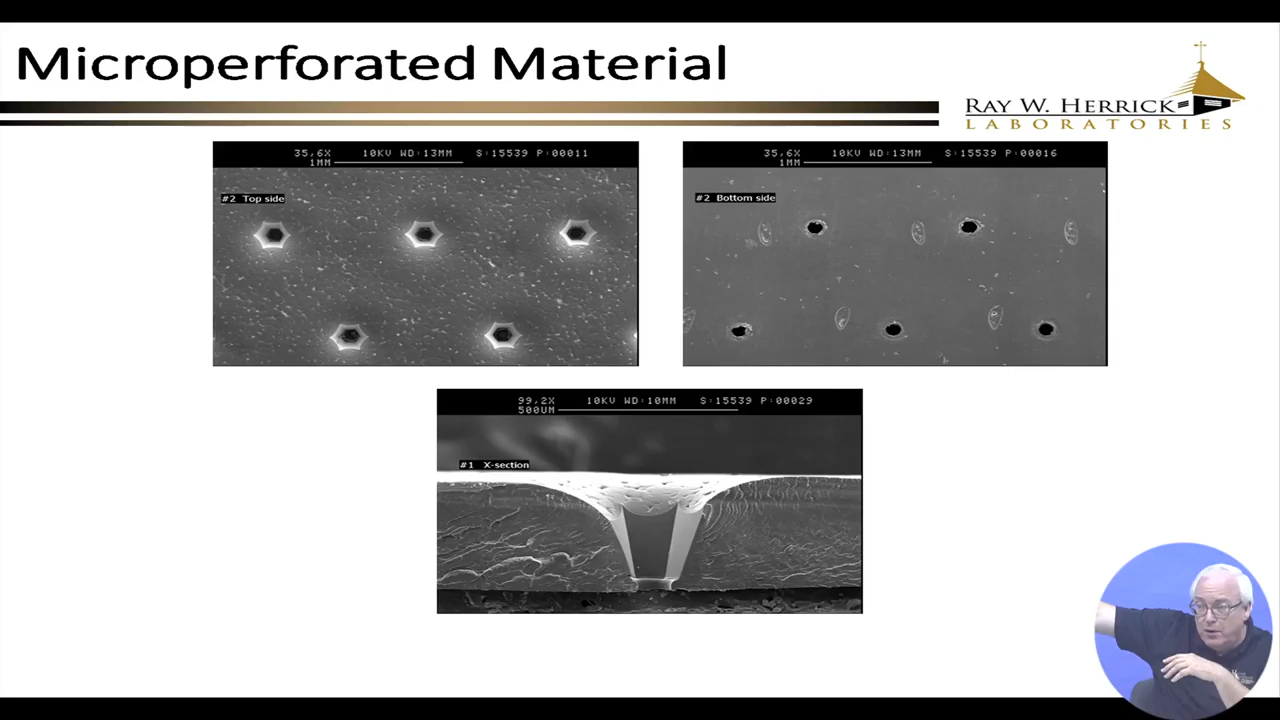 Microperforated Material
RAY W. HERRICK
LABORATORIES
35,6X 10KV WD:13MM S:15539 P:00011
1MM
#2 Top side
35,6X 10KV WD:13MM S:15539 P:00016
1MM
#2 Bottom side
99,2X 10KV WD:10MM S:15539 P:00029
500UM
#1 X-section